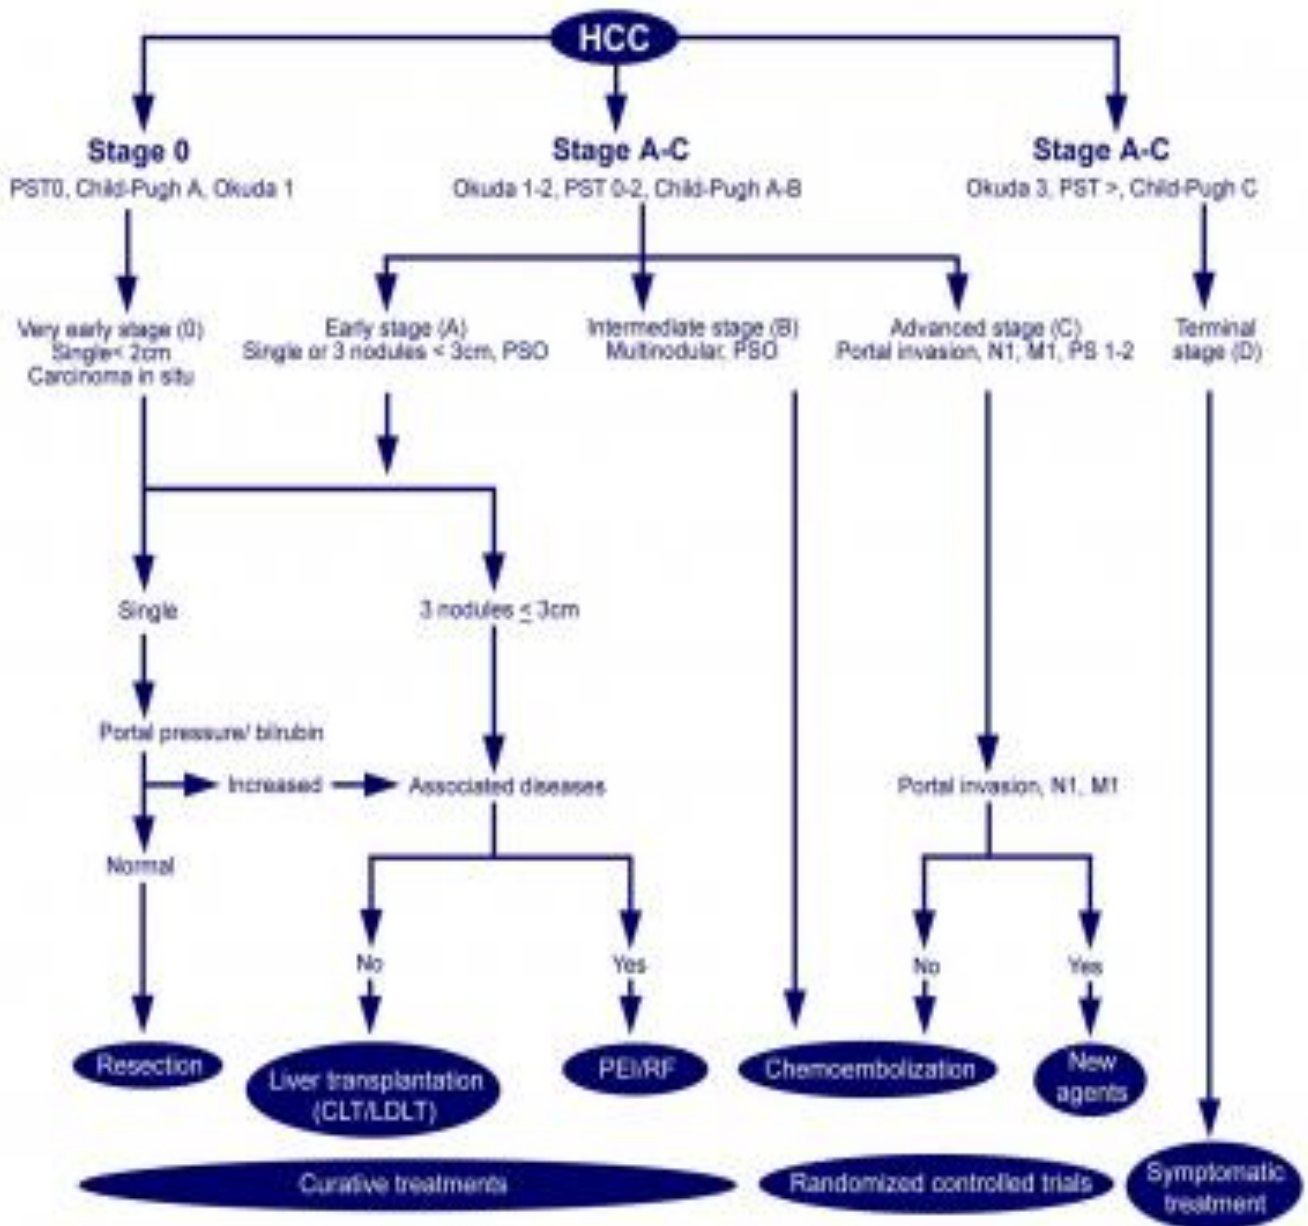 HCC
Stage 0
PST0, Child-Pugh A, Okuda 1
Stage A-C
Okuda 1-2, PST 0-2, Child-Pugh A-B
Stage A-C
Okuda 3, PST >, Child-Pugh C
Very early stage (0)
Single< 2cm
Carcinoma in situ
Early stage (A)
Single or 3 nodules < 3cm, PSO
Intermediate stage (B)
Multinodular, PSO
Advanced stage (C)
Portal invasion, N1, M1, PS 1-2
Terminal
stage (D)
Single
3 nodules ≤ 3cm
Portal pressure/ bilrubin
Increased
Associated diseases
Portal invasion, N1, M1
Normal
No
Yes
No
Yes
Resection
Liver transplantation
(CLT/LDLT)
PEI/RF
Chemoembolization
New
agents
Curative treatments
Randomized controlled trials
Symptomatic
treatment